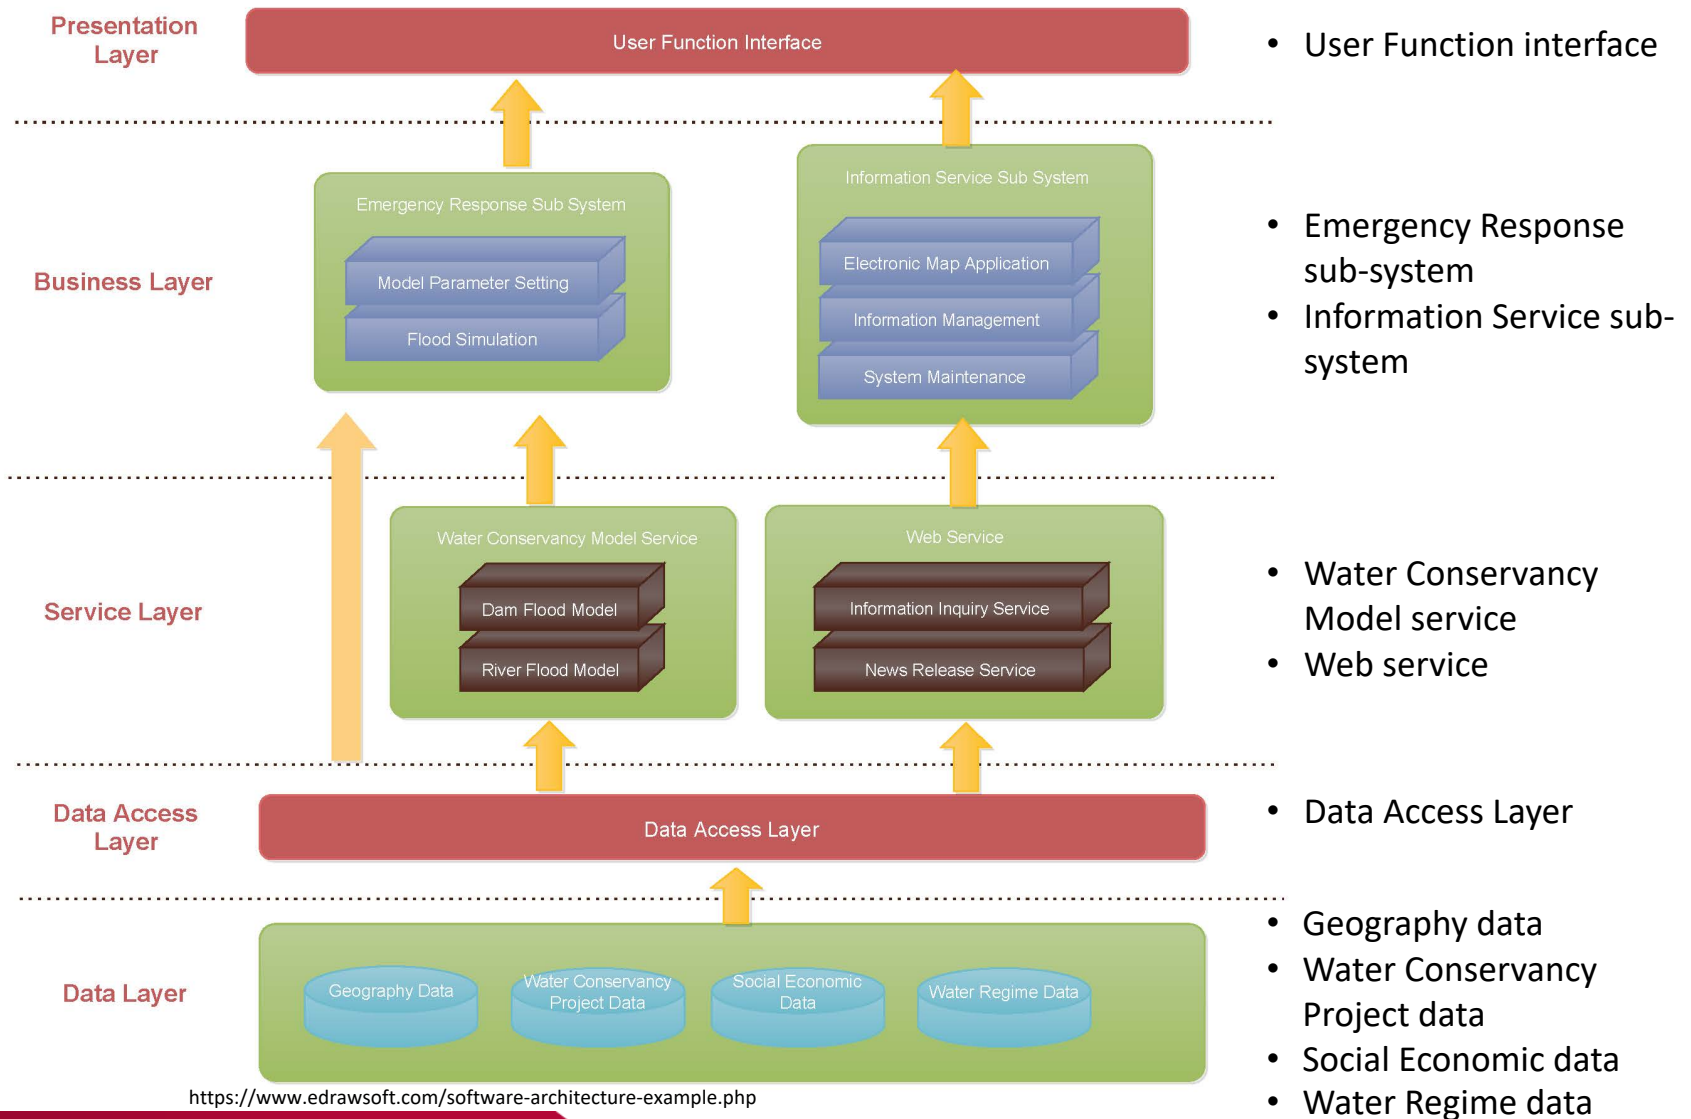 Presentation
Layer
User Function Interface
• User Function interface
Emergency Response Sub System
Model Parameter Setting
Flood Simulation
Information Service Sub System
Electronic Map Application
Information Management
System Maintenance
Business Layer
• Emergency Response
sub-system
• Information Service sub-
system
Service Layer
Water Conservancy Model Service
Dam Flood Model
River Flood Model
Web Service
Information Inquiry Service
News Release Service
• Water Conservancy
Model service
• Web service
Data Access
Layer
Data Access Layer
• Data Access Layer
Data Layer
Geography Data
Water Conservancy
Project Data
Social Economic
Data
Water Regime Data
• Geography data
• Water Conservancy
Project data
• Social Economic data
• Water Regime data
https://www.edrawsoft.com/software-architecture-example.php